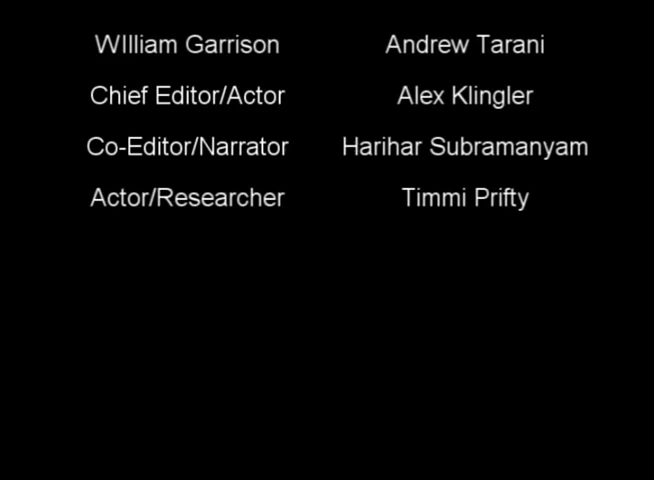 WIlliam Garrison Andrew Tarani
Chief Editor/Actor Alex Klingler
Co-Editor/Narrator Harihar Subramanyam
Actor/Researcher Timmi Prifty